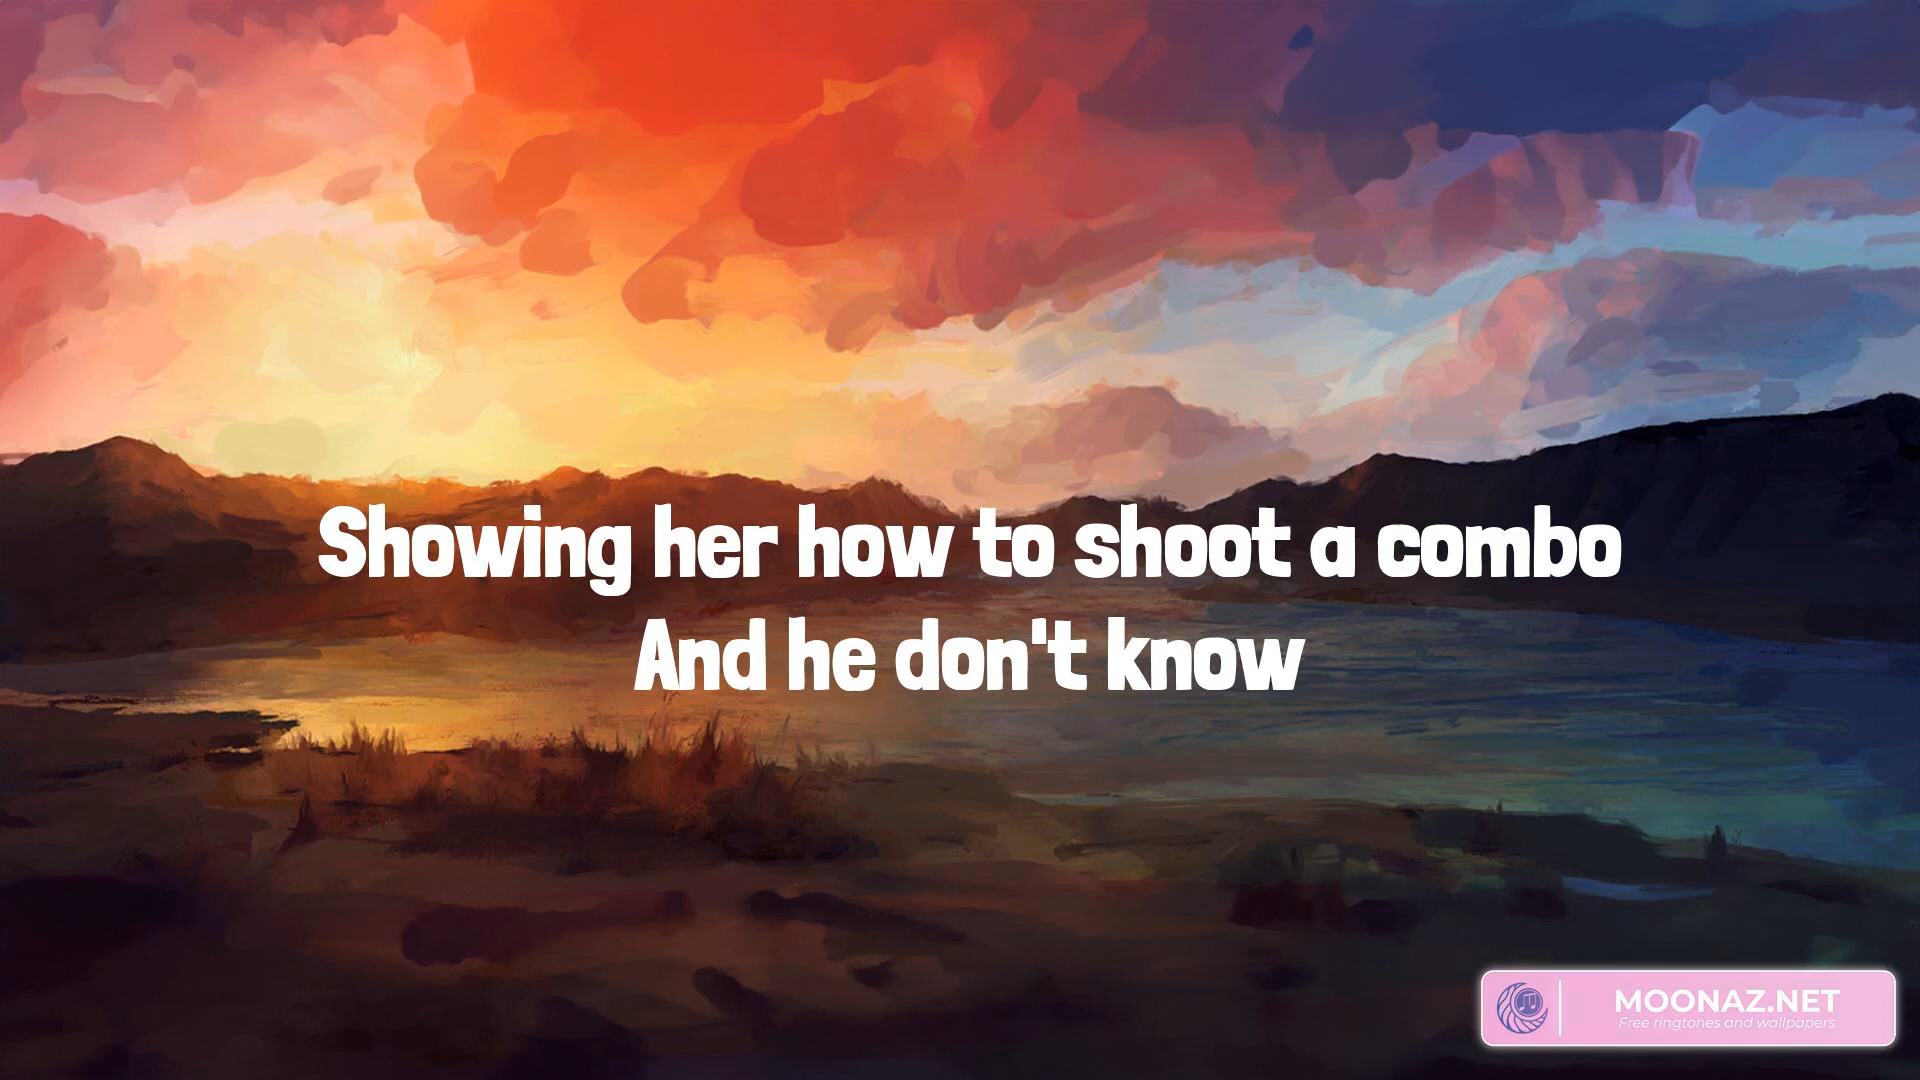 Showing her how to shoot a combo
And he don't know
MOONAZ.NET
Free ringtones and wallpapers